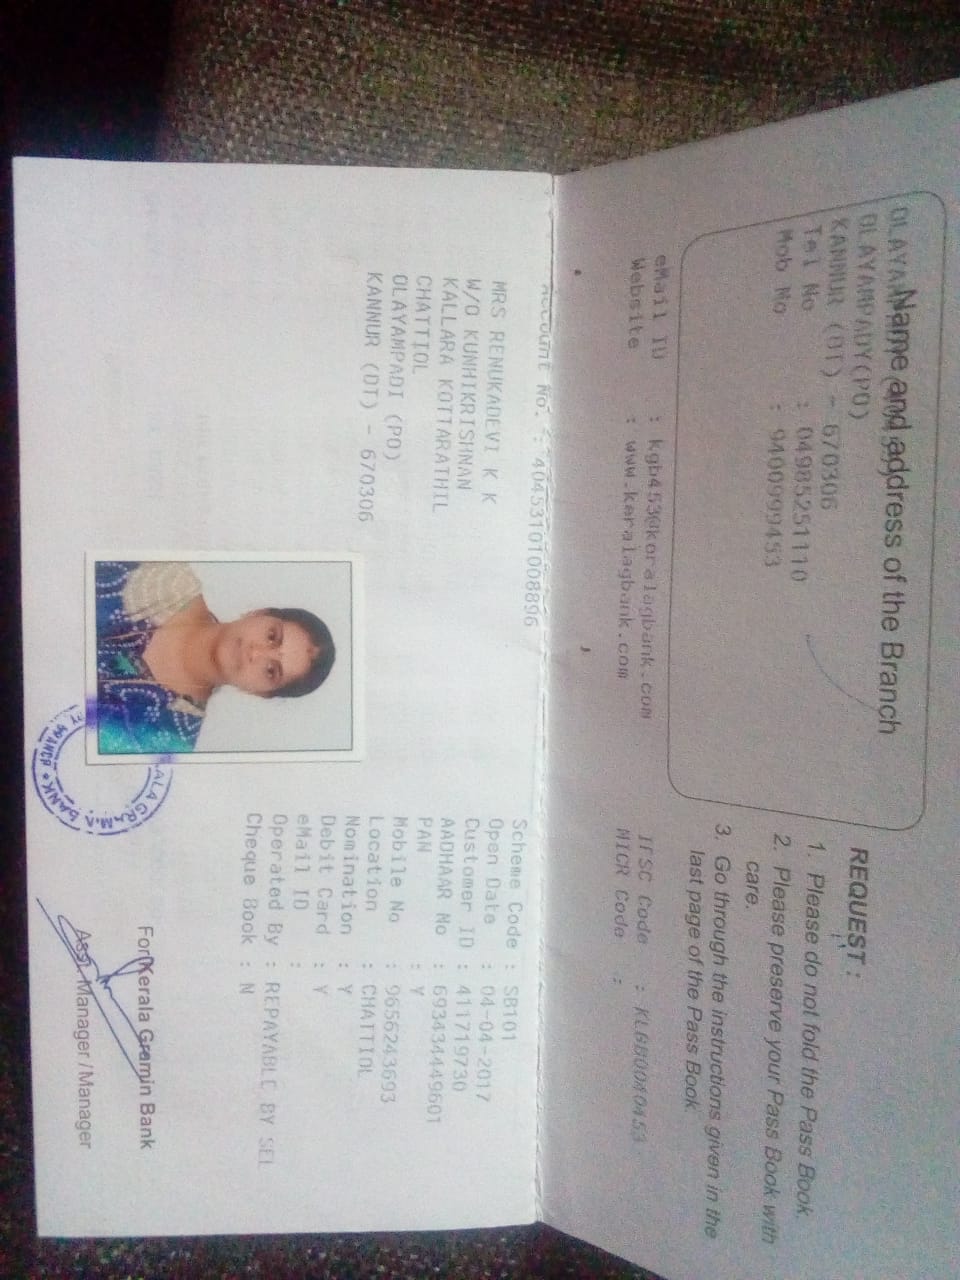 Name and address of the Branch
OLAYAMPADY(PO)
KANNUR (DT) - 670306
Tel No : 04985251110
Mob No : 9400999453
eMail ID : kgb453@keralagbank.com
Website : www.keralagbank.com
REQUEST :
1. Please do not fold the Pass Book
2. Please preserve your Pass Book with
care.
3. Go through the instructions given in the
last page of the Pass Book
IFSC Code : KLGB0040453
MICR Code :
Account No. : 40453101008896
MRS RENUKADEVI K K
W/O KUNHIKRISHNAN
KALLARA KOTTARATHIL
CHATTIOL
OLAYAMPADI (PO)
KANNUR (DT) - 670306
Scheme Code : SB101
Open Date : 04-04-2017
Customer ID : 411719730
AADHAAR No : 693434449601
PAN : Y
Mobile No : 9656243693
Location : CHATTIOL
Nomination : Y
Debit Card : Y
eMail ID :
Operated By : REPAYABLE BY SEL
Cheque Book : N
For Kerala Gramin Bank
Asst. Manager / Manager